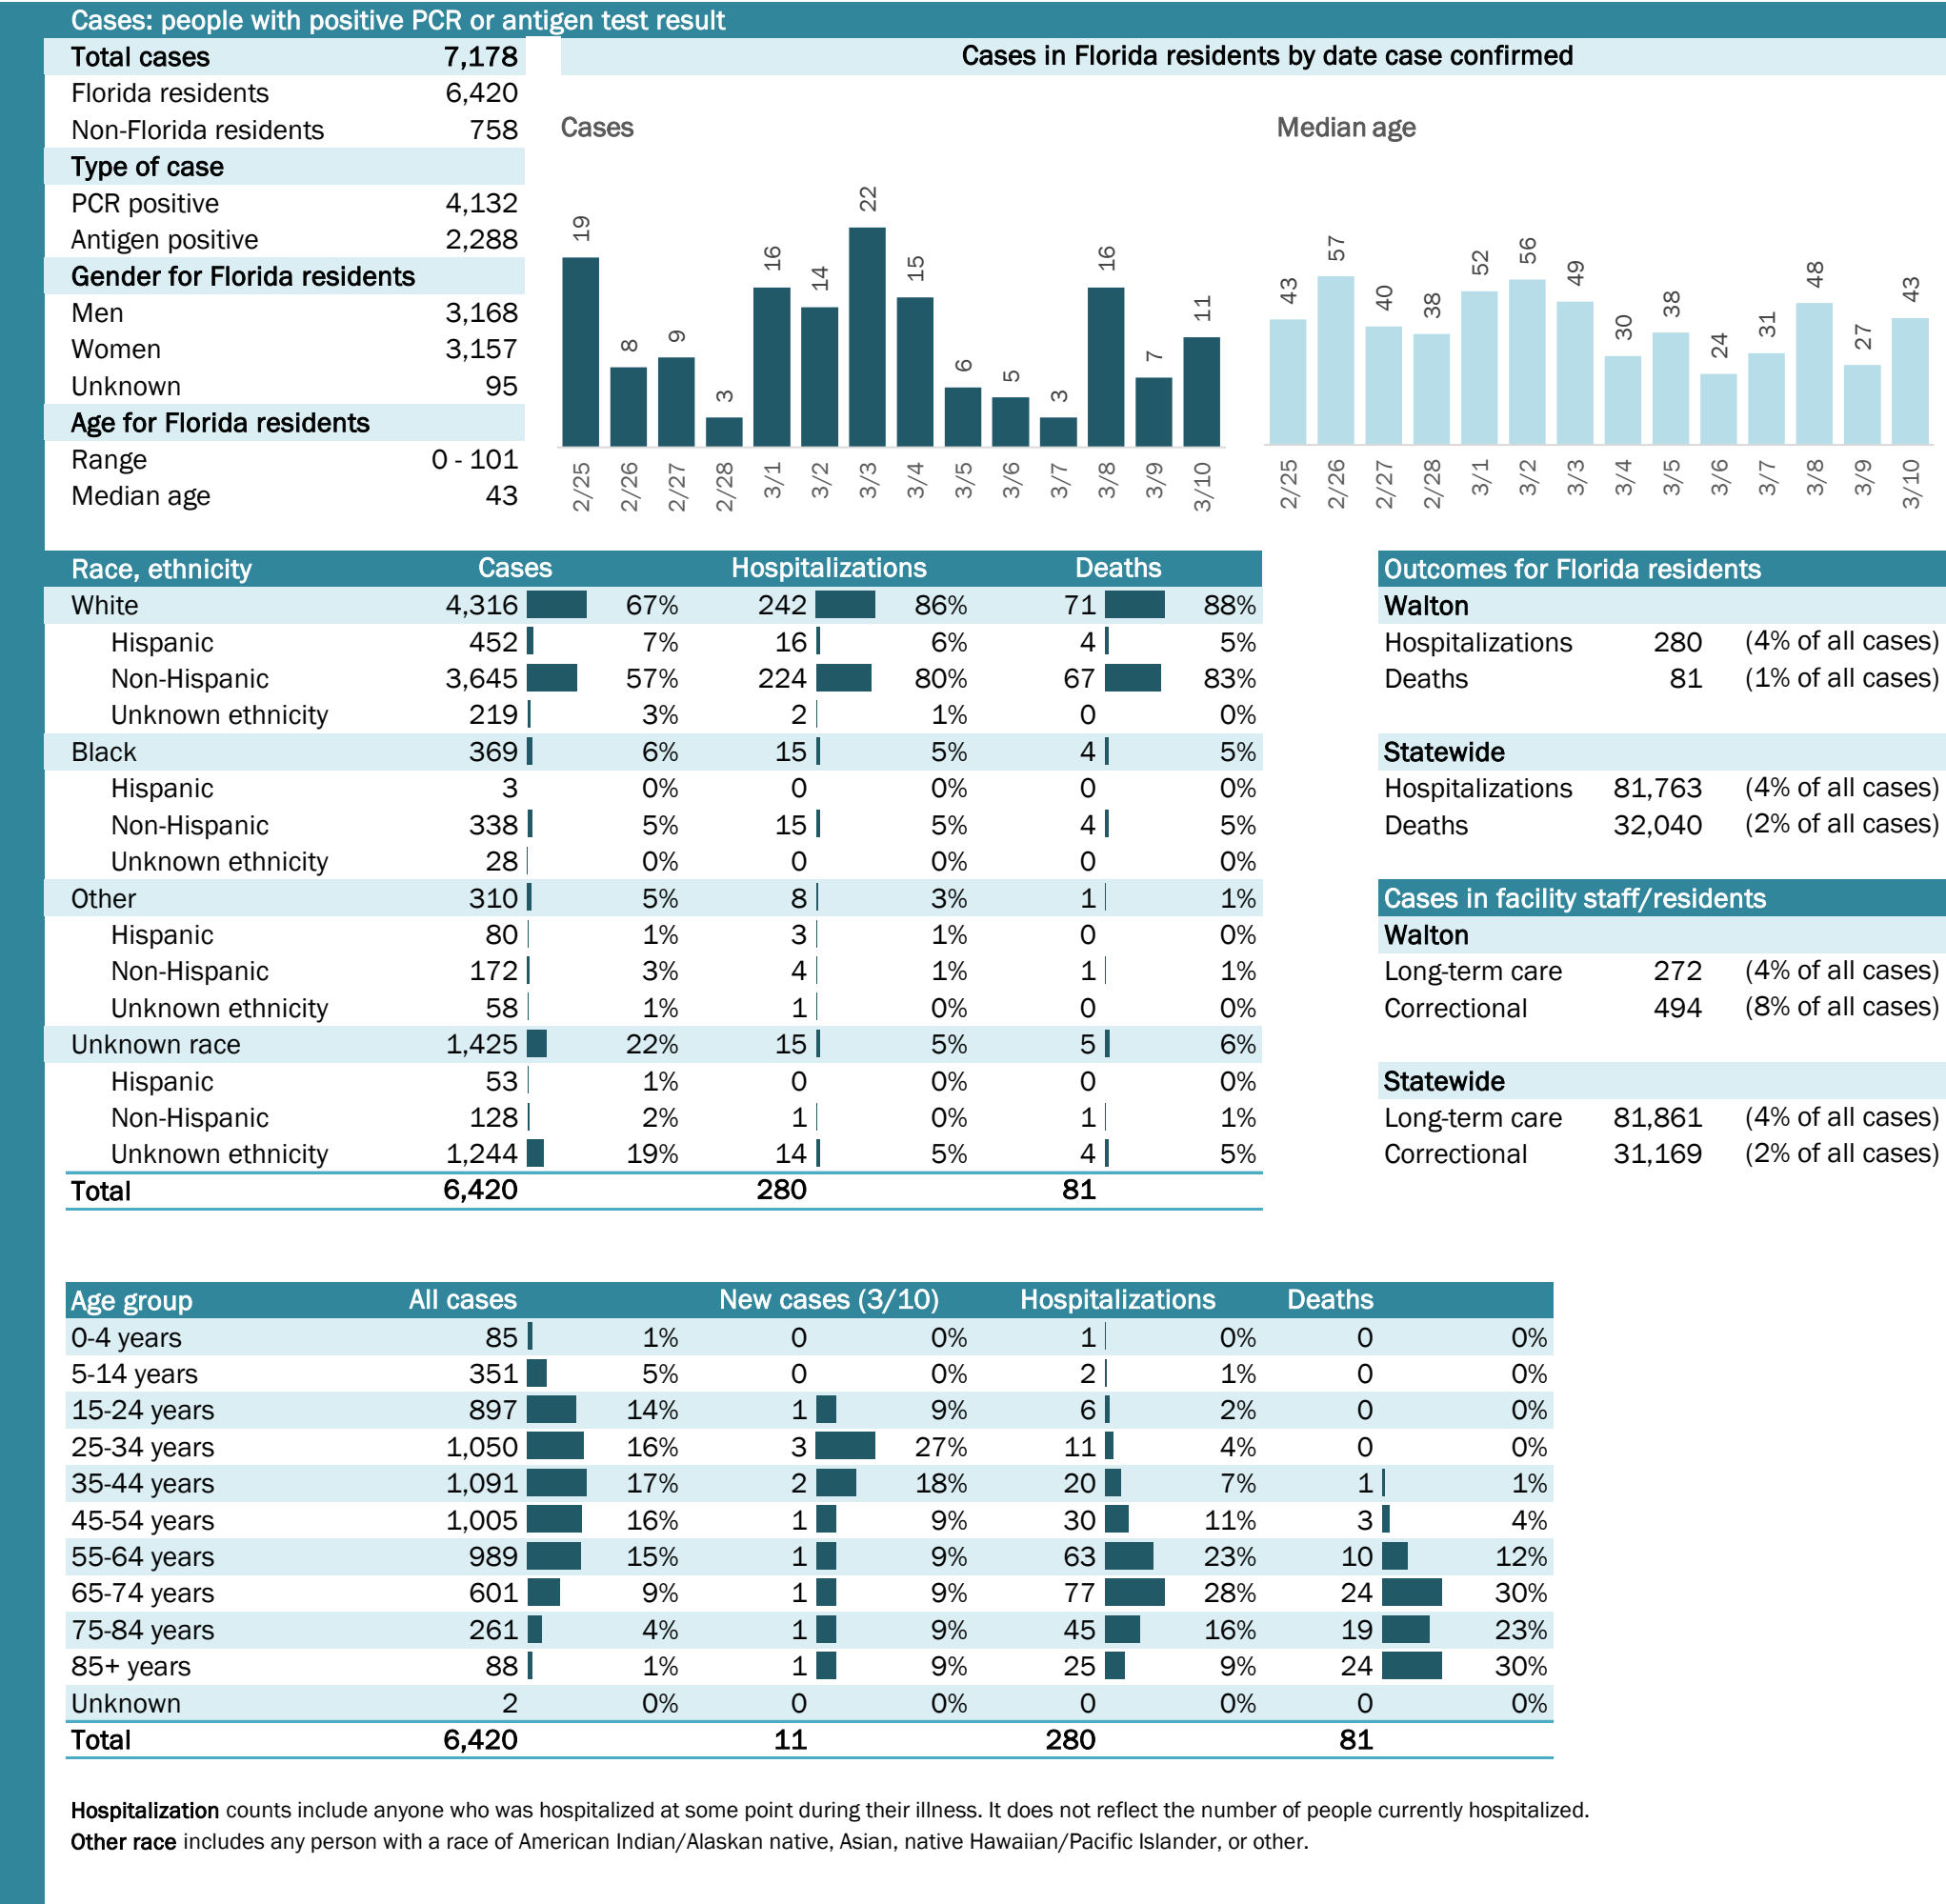 Cases: people with positive PCR or antigen test result
Total cases 7,178
Florida residents 6,420
Non-Florida residents 758
Type of case
PCR positive 4,132
Antigen positive 2,288
Gender for Florida residents
Men 3,168
Women 3,157
Unknown 95
Age for Florida residents
Range 0 - 101
Median age 43
Cases in Florida residents by date case confirmed
Cases
19 8 9 3 16 14 22 15 6 5 3 16 7 11
2/25 2/26 2/27 2/28 3/1 3/2 3/3 3/4 3/5 3/6 3/7 3/8 3/9 3/10
Median age
43 57 40 38 52 56 49 30 38 24 31 48 27 43
2/25 2/26 2/27 2/28 3/1 3/2 3/3 3/4 3/5 3/6 3/7 3/8 3/9 3/10
Race, ethnicity Cases Hospitalizations Deaths
White 4,316 67% 242 86% 71 88%
Hispanic 452 7% 16 6% 4 5%
Non-Hispanic 3,645 57% 224 80% 67 83%
Unknown ethnicity 219 3% 2 1% 0 0%
Black 369 6% 15 5% 4 5%
Hispanic 3 0% 0 0% 0 0%
Non-Hispanic 338 5% 15 5% 4 5%
Unknown ethnicity 28 0% 0 0% 0 0%
Other 310 5% 8 3% 1 1%
Hispanic 80 1% 3 1% 0 0%
Non-Hispanic 172 3% 4 1% 1 1%
Unknown ethnicity 58 1% 1 0% 0 0%
Unknown race 1,425 22% 15 5% 5 6%
Hispanic 53 1% 0 0% 0 0%
Non-Hispanic 128 2% 1 0% 1 1%
Unknown ethnicity 1,244 19% 14 5% 4 5%
Total 6,420 280 81
Outcomes for Florida residents
Walton
Hospitalizations 280 (4% of all cases)
Deaths 81 (1% of all cases)
Statewide
Hospitalizations 81,763 (4% of all cases)
Deaths 32,040 (2% of all cases)
Cases in facility staff/residents
Walton
Long-term care 272 (4% of all cases)
Correctional 494 (8% of all cases)
Statewide
Long-term care 81,861 (4% of all cases)
Correctional 31,169 (2% of all cases)
Age group All cases New cases (3/10) Hospitalizations Deaths
0-4 years 85 1% 0 0% 1 0% 0 0%
5-14 years 351 5% 0 0% 2 1% 0 0%
15-24 years 897 14% 1 9% 6 2% 0 0%
25-34 years 1,050 16% 3 27% 11 4% 0 0%
35-44 years 1,091 17% 2 18% 20 7% 1 1%
45-54 years 1,005 16% 1 9% 30 11% 3 4%
55-64 years 989 15% 1 9% 63 23% 10 12%
65-74 years 601 9% 1 9% 77 28% 24 30%
75-84 years 261 4% 1 9% 45 16% 19 23%
85+ years 88 1% 1 9% 25 9% 24 30%
Unknown 2 0% 0 0% 0 0% 0 0%
Total 6,420 11 280 81
Hospitalization counts include anyone who was hospitalized at some point during their illness. It does not reflect the number of people currently hospitalized.
Other race includes any person with a race of American Indian/Alaskan native, Asian, native Hawaiian/Pacific Islander, or other.